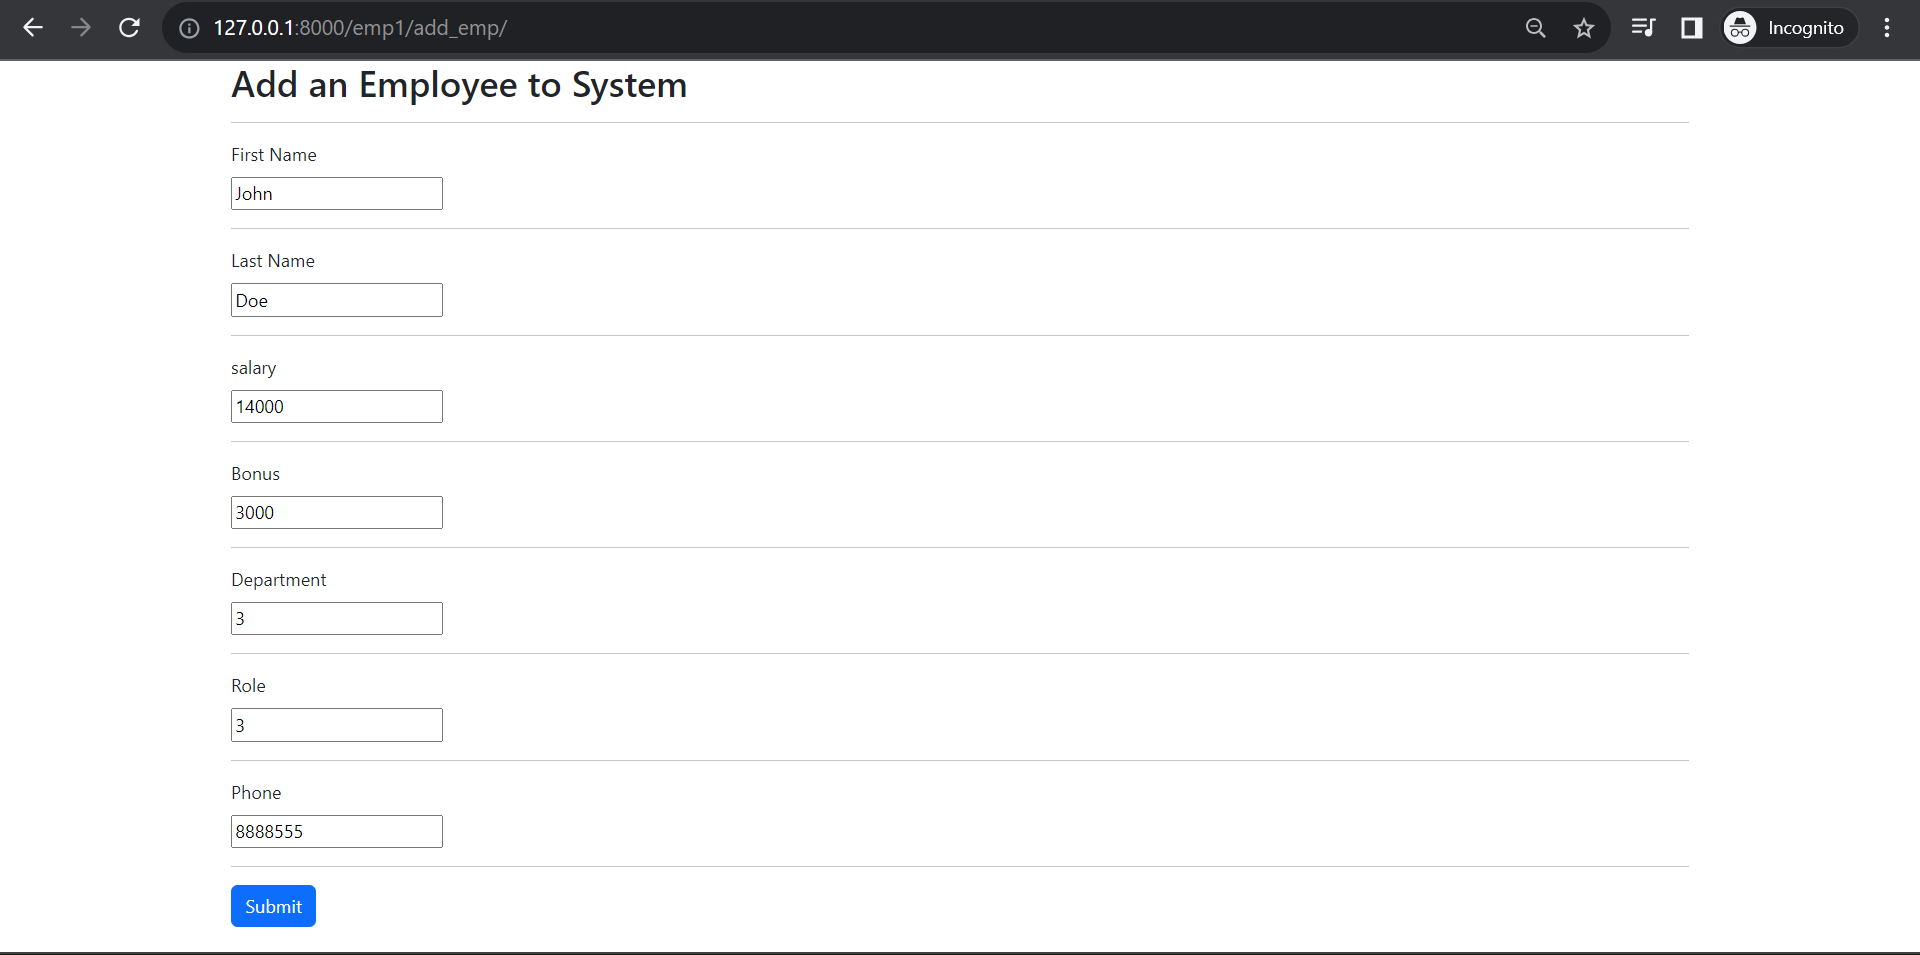 127.0.0.1:8000/emp1/add_emp/
Incognito
Add an Employee to System
First Name
John
Last Name
Doe
salary
14000
Bonus
3000
Department
3
Role
3
Phone
8888555
Submit